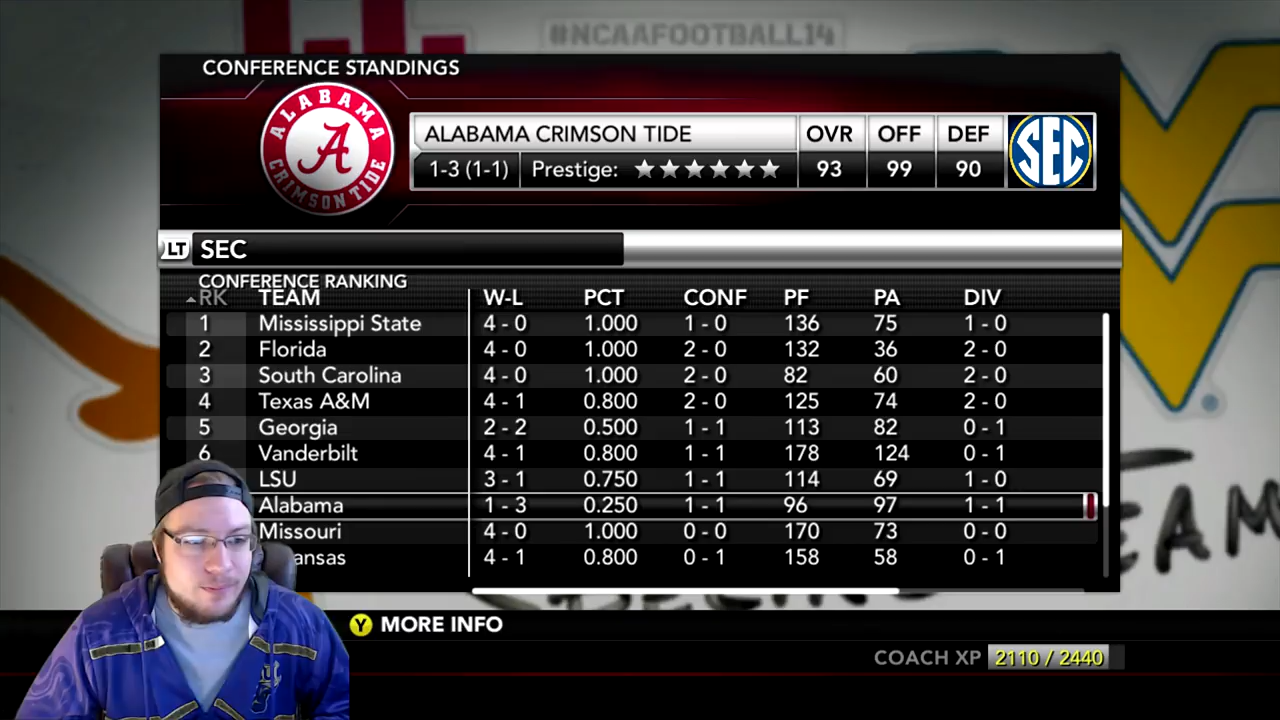 #NCAAFOOTBALL14
CONFERENCE STANDINGS
ALABAMA
A
CRIMSON TIDE
ALABAMA CRIMSON TIDE OVR OFF DEF
1-3 (1-1) Prestige: 93 99 90
SEC
LT SEC
CONFERENCE RANKING
RK TEAM W-L PCT CONF PF PA DIV
1 Mississippi State 4 - 0 1.000 1 - 0 136 75 1 - 0
2 Florida 4 - 0 1.000 2 - 0 132 36 2 - 0
3 South Carolina 4 - 0 1.000 2 - 0 82 60 2 - 0
4 Texas A&M 4 - 1 0.800 2 - 0 125 74 2 - 0
5 Georgia 2 - 2 0.500 1 - 1 113 82 0 - 1
6 Vanderbilt 4 - 1 0.800 1 - 1 178 124 0 - 1
LSU 3 - 1 0.750 1 - 1 114 69 1 - 0
Alabama 1 - 3 0.250 1 - 1 96 97 1 - 1
Missouri 4 - 0 1.000 0 - 0 170 73 0 - 0
ansas 4 - 1 0.800 0 - 1 158 58 0 - 1
EAM
Y MORE INFO
COACH XP 2110 / 2440